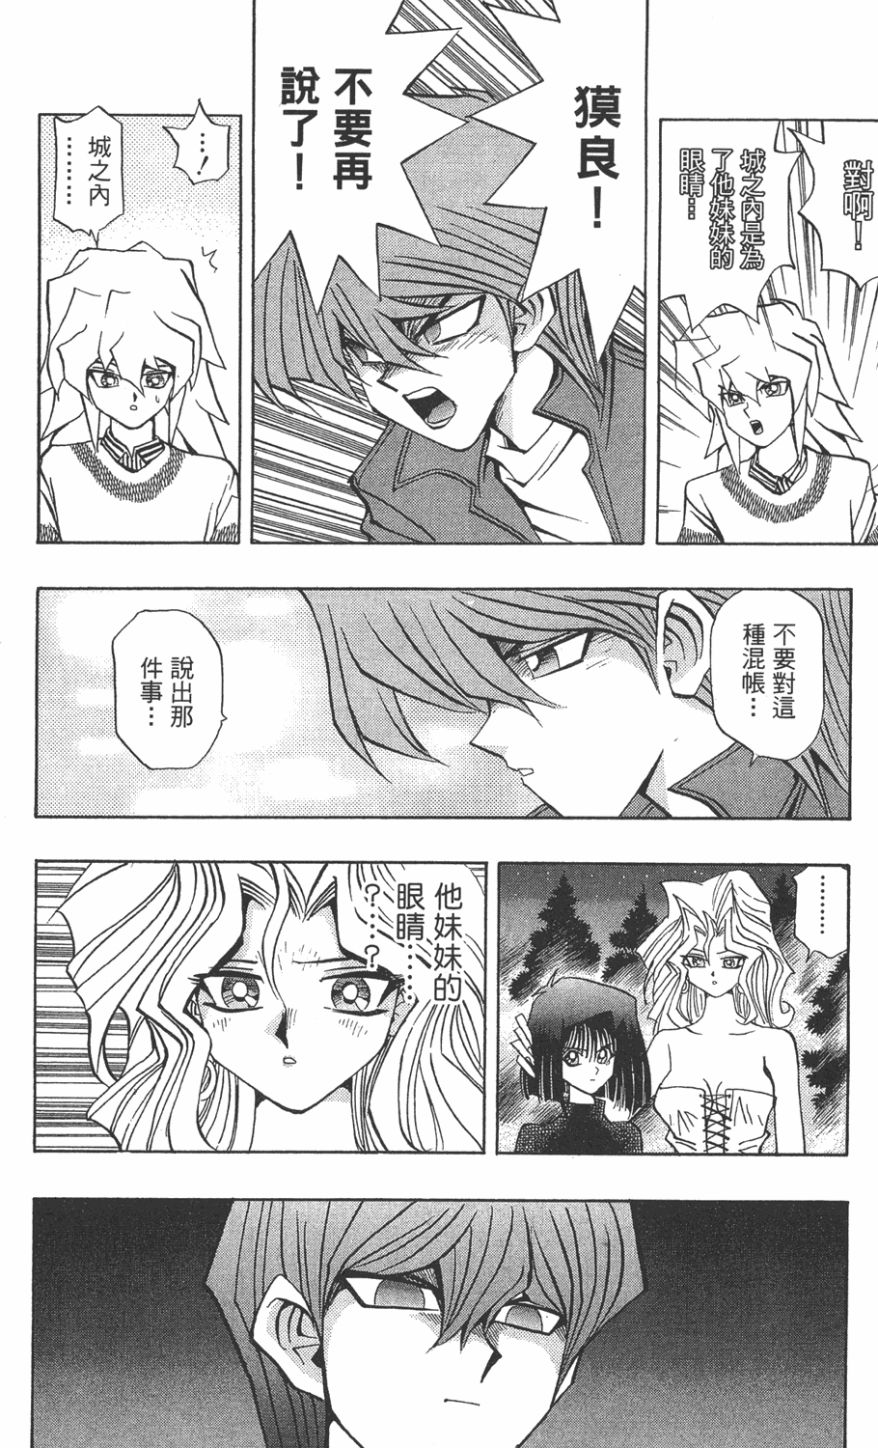 對啊！
城之內是為
了他妹妹的
眼睛…
獏良！
不要再
說了！
…！
城之內
………
不要對這
種混帳…
說出那
件事…
………
他妹妹的
眼睛……
？…？